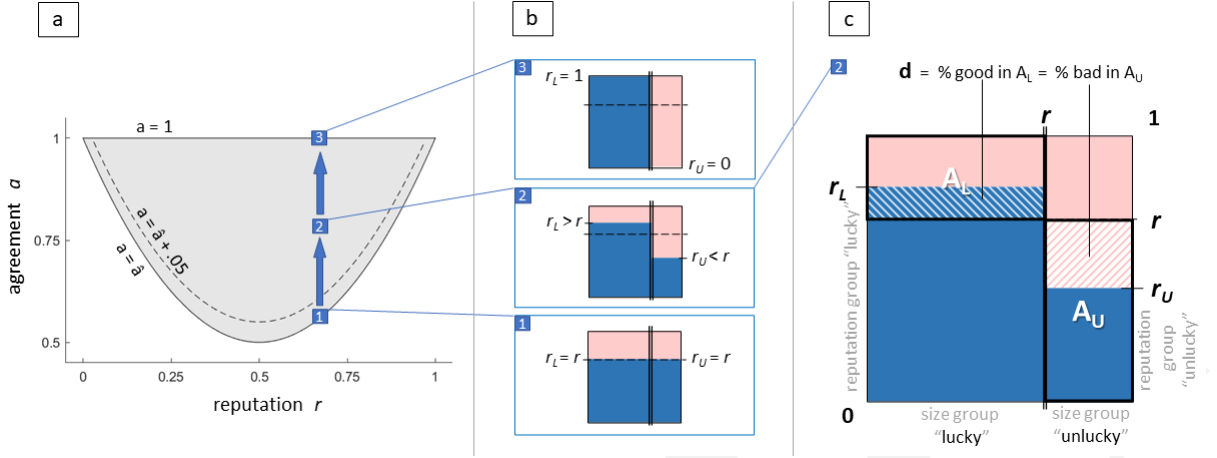 a
b
c
a = 1
3
2
1
a = â + .05
a = â
1
0.75
0.5
agreement a
0
0.25
0.5
0.75
1
reputation r
3
r_L = 1
r_U = 0
2
r_L > r
r_U < r
1
r_L = r
r_U = r
2
d = % good in A_L = % bad in A_U
r
1
A_L
r_L
r
r_U
A_U
reputation group "lucky"
reputation
group
"unlucky"
0
size group
"lucky"
size group
"unlucky"